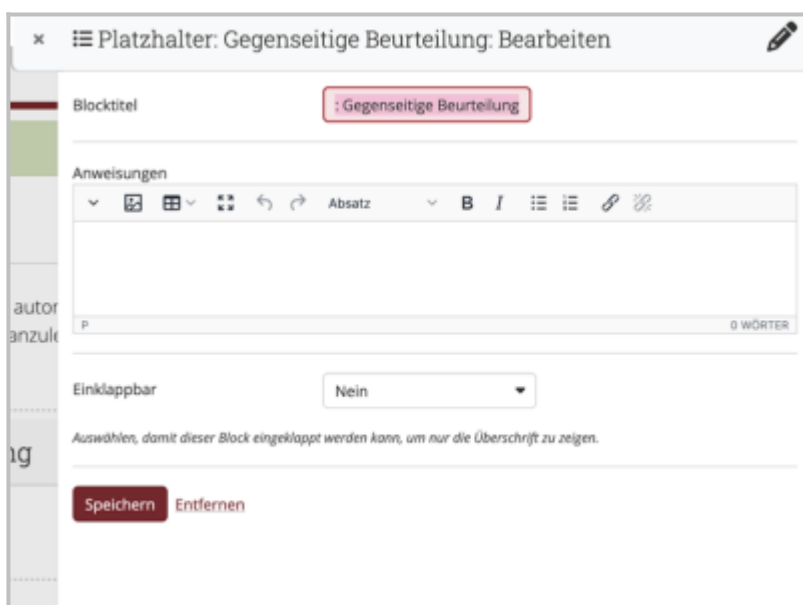 × Platzhalter: Gegenseitige Beurteilung: Bearbeiten
Blocktitel
: Gegenseitige Beurteilung
Anweisungen
Absatz B I
autor
anzule
P 0 WÖRTER
Einklappbar
Nein
Auswählen, damit dieser Block eingeklappt werden kann, um nur die Überschrift zu zeigen.
ng
Speichern Entfernen